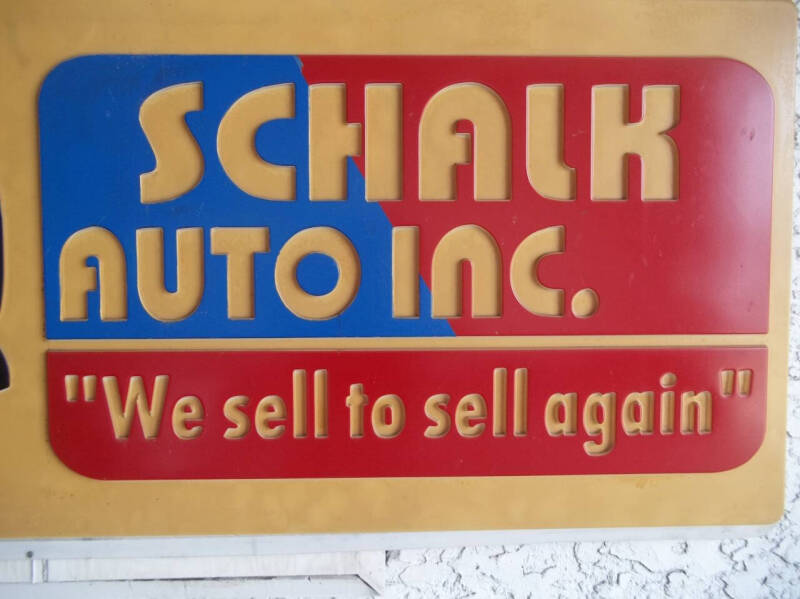 SCHALK
AUTO INC.
"We sell to sell again"